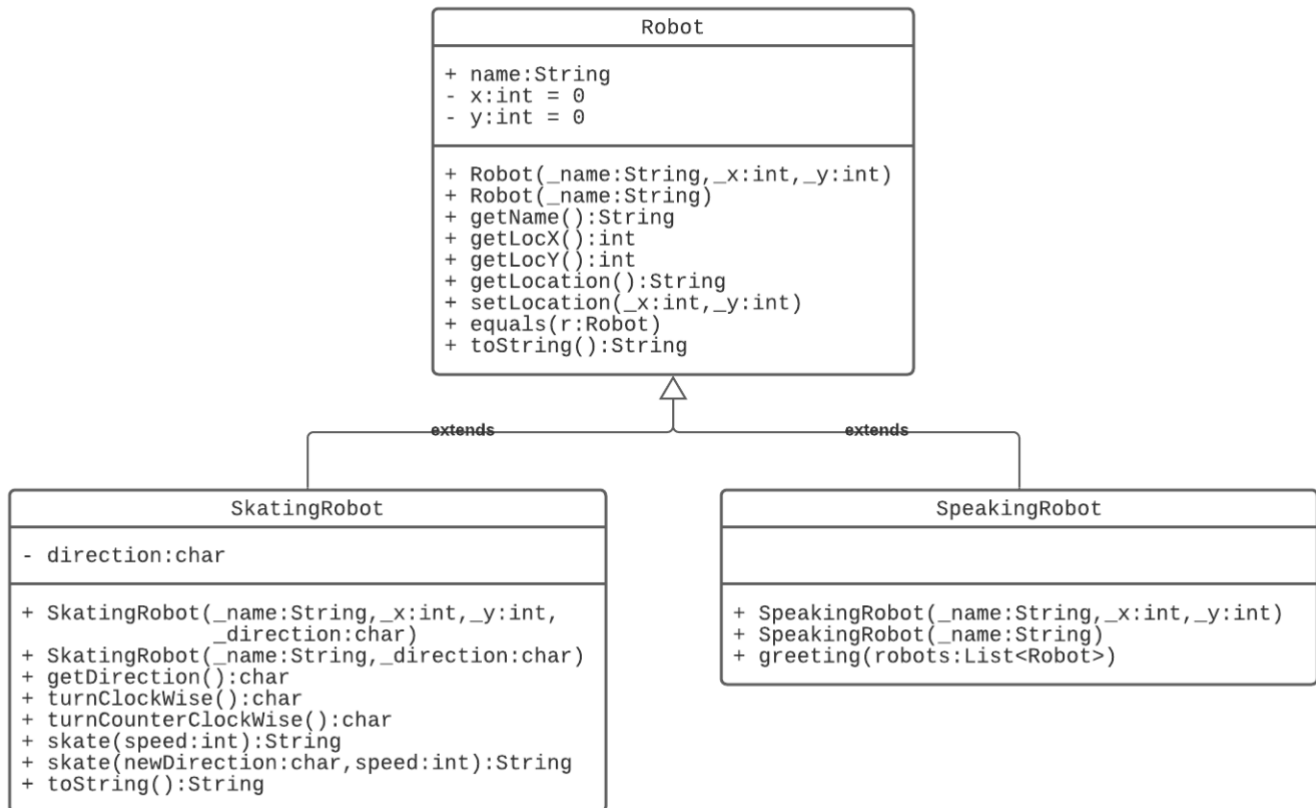 Robot
+ name:String
- x:int = 0
- y:int = 0
+ Robot(_name:String,_x:int,_y:int)
+ Robot(_name:String)
+ getName():String
+ getLocX():int
+ getLocY():int
+ getLocation():String
+ setLocation(_x:int,_y:int)
+ equals(r:Robot)
+ toString():String
extends
extends
SkatingRobot
- direction:char
+ SkatingRobot(_name:String,_x:int,_y:int,
_direction:char)
+ SkatingRobot(_name:String,_direction:char)
+ getDirection():char
+ turnClockWise():char
+ turnCounterClockWise():char
+ skate(speed:int):String
+ skate(newDirection:char,speed:int):String
+ toString():String
SpeakingRobot
+ SpeakingRobot(_name:String,_x:int,_y:int)
+ SpeakingRobot(_name:String)
+ greeting(robots:List<Robot>)